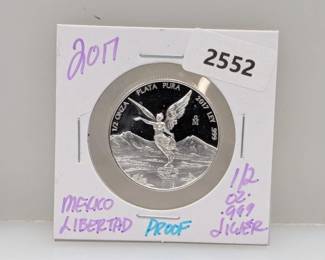 2017
2552
1/2 ONZA PLATA PURA 2017 LEY .999
MEXICO
LIBERTAD
PROOF
1/2
OZ.
.999
SILVER